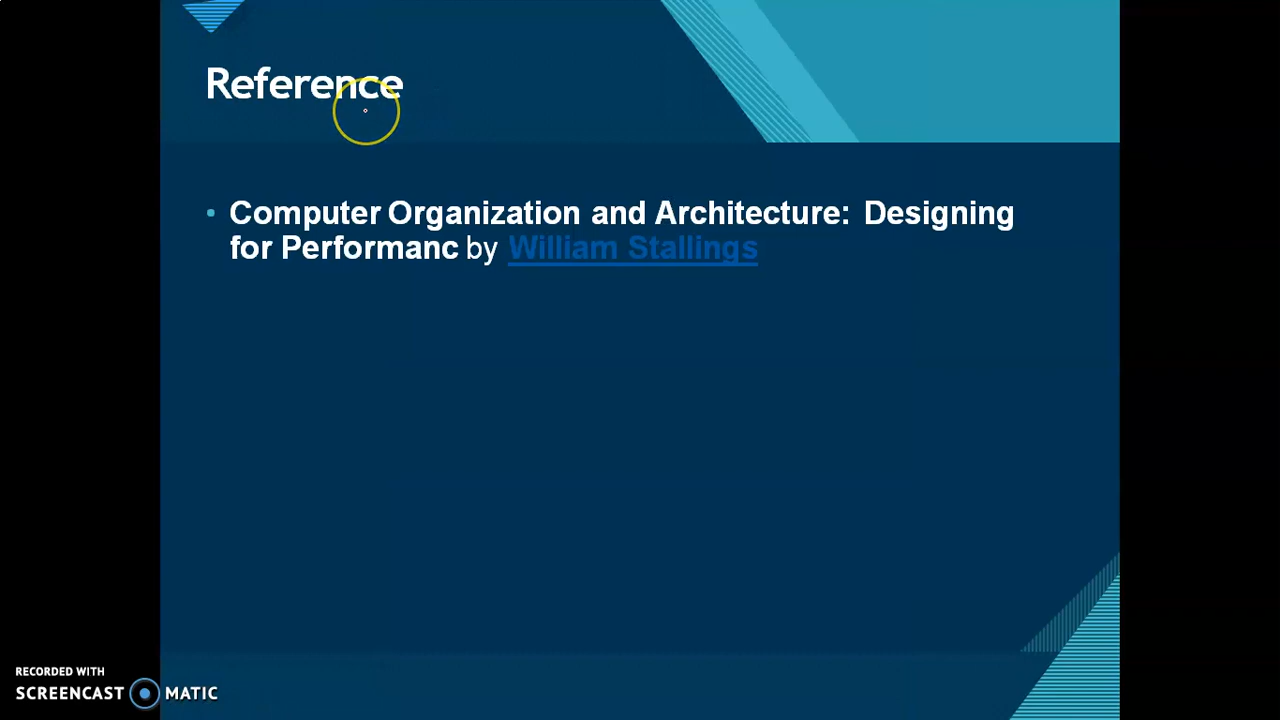 Reference
• Computer Organization and Architecture: Designing
for Performanc by William Stallings
RECORDED WITH
SCREENCAST MATIC